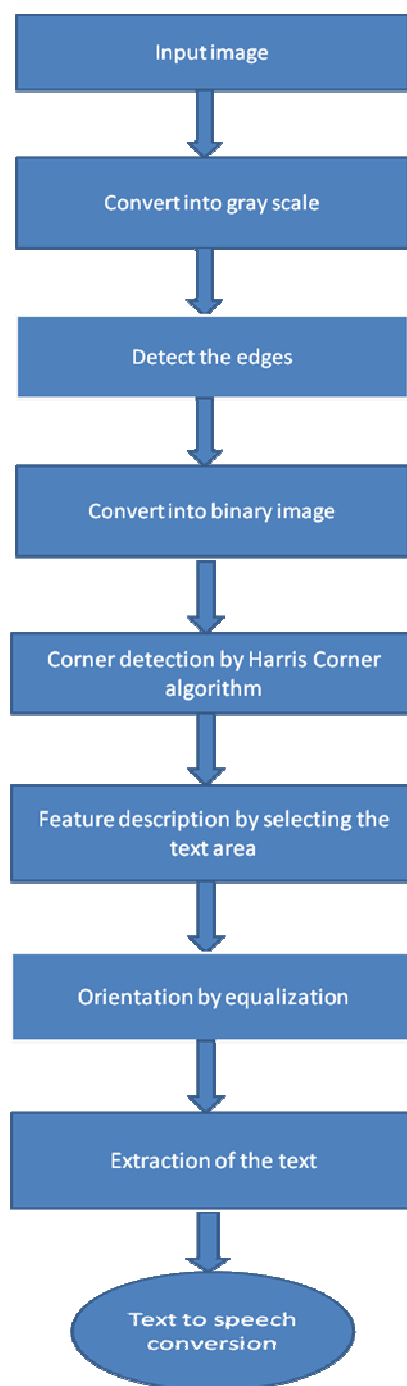 Input image
Convert into gray scale
Detect the edges
Convert into binary image
Corner detection by Harris Corner
algorithm
Feature description by selecting the
text area
Orientation by equalization
Extraction of the text
Text to speech
conversion